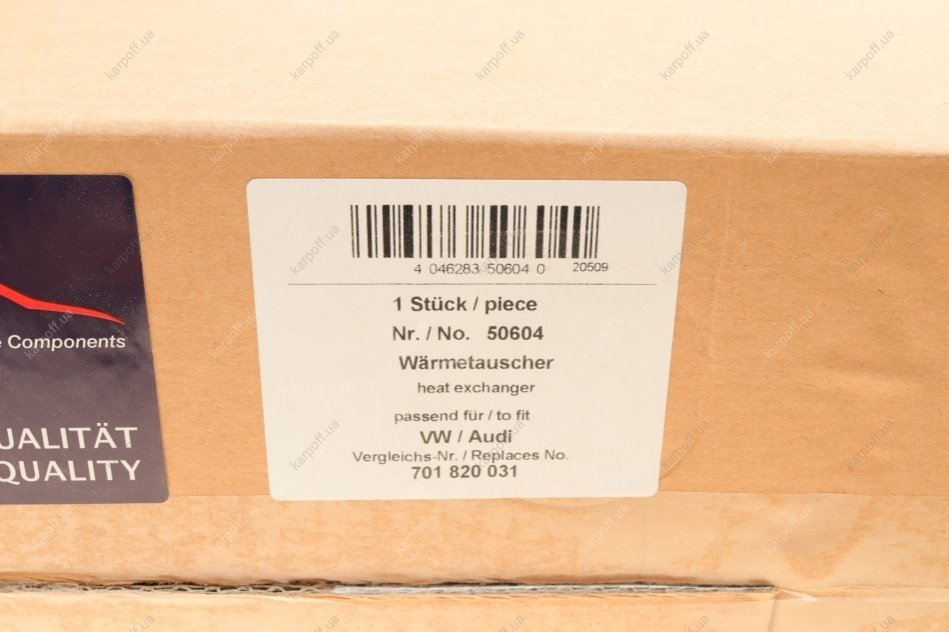 4 046283 50604 0 20509
1 Stück / piece
Nr. / No. 50604
Wärmetauscher
heat exchanger
passend für / to fit
VW / Audi
Vergleichs-Nr. / Replaces No.
701 820 031
Components
UALITÄT
QUALITY
karpoff.ua